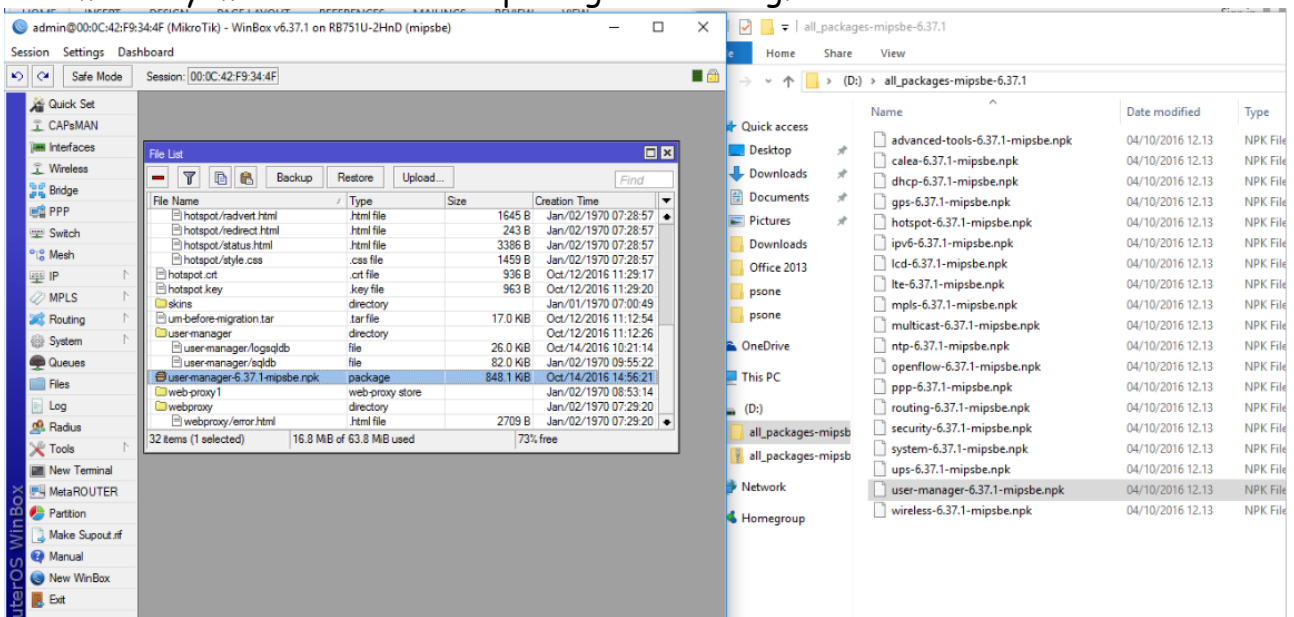 admin@00:0C:42:F9:34:4F (MikroTik) - WinBox v6.37.1 on RB751U-2HnD (mipsbe)
Session Settings Dashboard
Safe Mode Session: 00:0C:42:F9:34:4F
Quick Set
CAPsMAN
Interfaces
Wireless
Bridge
PPP
Switch
Mesh
IP
MPLS
Routing
System
Queues
Files
Log
Radius
Tools
New Terminal
MetaROUTER
Partition
Make Supout.rif
Manual
New WinBox
Exit
uterOS WinBox
File List
Backup Restore Upload... Find
File Name Type Size Creation Time
hotspot/radvert.html .html file 1645 B Jan/02/1970 07:28:57
hotspot/redirect.html .html file 243 B Jan/02/1970 07:28:57
hotspot/status.html .html file 3386 B Jan/02/1970 07:28:57
hotspot/style.css .css file 1459 B Jan/02/1970 07:28:57
hotspot.crt .crt file 936 B Oct/12/2016 11:29:17
hotspot.key .key file 963 B Oct/12/2016 11:29:20
skins directory Jan/01/1970 07:00:49
um-before-migration.tar .tar file 17.0 KiB Oct/12/2016 11:12:54
user-manager directory Oct/12/2016 11:12:26
user-manager/logsqldb file 26.0 KiB Oct/14/2016 10:21:14
user-manager/sqldb file 82.0 KiB Jan/02/1970 09:55:22
user-manager-6.37.1-mipsbe.npk package 848.1 KiB Oct/14/2016 14:56:21
web-proxy1 web-proxy store Jan/02/1970 08:53:14
webproxy directory Jan/02/1970 07:29:20
webproxy/error.html .html file 2709 B Jan/02/1970 07:29:20
32 items (1 selected) 16.8 MiB of 63.8 MiB used 73% free
all_packages-mipsbe-6.37.1
e Home Share View
(D:) > all_packages-mipsbe-6.37.1
Quick access
Desktop
Downloads
Documents
Pictures
Downloads
Office 2013
psone
psone
OneDrive
This PC
(D:)
all_packages-mipsb
all_packages-mipsb
Network
Homegroup
Name Date modified Type
advanced-tools-6.37.1-mipsbe.npk 04/10/2016 12.13 NPK File
calea-6.37.1-mipsbe.npk 04/10/2016 12.13 NPK File
dhcp-6.37.1-mipsbe.npk 04/10/2016 12.13 NPK File
gps-6.37.1-mipsbe.npk 04/10/2016 12.13 NPK File
hotspot-6.37.1-mipsbe.npk 04/10/2016 12.13 NPK File
ipv6-6.37.1-mipsbe.npk 04/10/2016 12.13 NPK File
lcd-6.37.1-mipsbe.npk 04/10/2016 12.13 NPK File
lte-6.37.1-mipsbe.npk 04/10/2016 12.13 NPK File
mpls-6.37.1-mipsbe.npk 04/10/2016 12.13 NPK File
multicast-6.37.1-mipsbe.npk 04/10/2016 12.13 NPK File
ntp-6.37.1-mipsbe.npk 04/10/2016 12.13 NPK File
openflow-6.37.1-mipsbe.npk 04/10/2016 12.13 NPK File
ppp-6.37.1-mipsbe.npk 04/10/2016 12.13 NPK File
routing-6.37.1-mipsbe.npk 04/10/2016 12.13 NPK File
security-6.37.1-mipsbe.npk 04/10/2016 12.13 NPK File
system-6.37.1-mipsbe.npk 04/10/2016 12.13 NPK File
ups-6.37.1-mipsbe.npk 04/10/2016 12.13 NPK File
user-manager-6.37.1-mipsbe.npk 04/10/2016 12.13 NPK File
wireless-6.37.1-mipsbe.npk 04/10/2016 12.13 NPK File